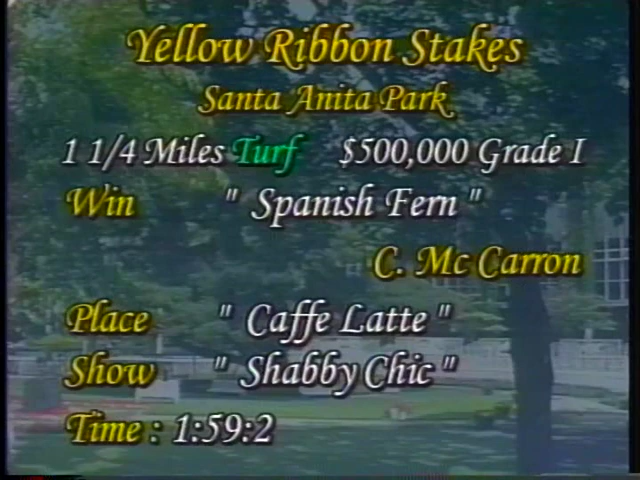 Yellow Ribbon Stakes
Santa Anita Park
1 1/4 Miles Turf $500,000 Grade I
Win " Spanish Fern "
C. Mc Carron
Place " Caffe Latte "
Show " Shabby Chic "
Time : 1:59:2